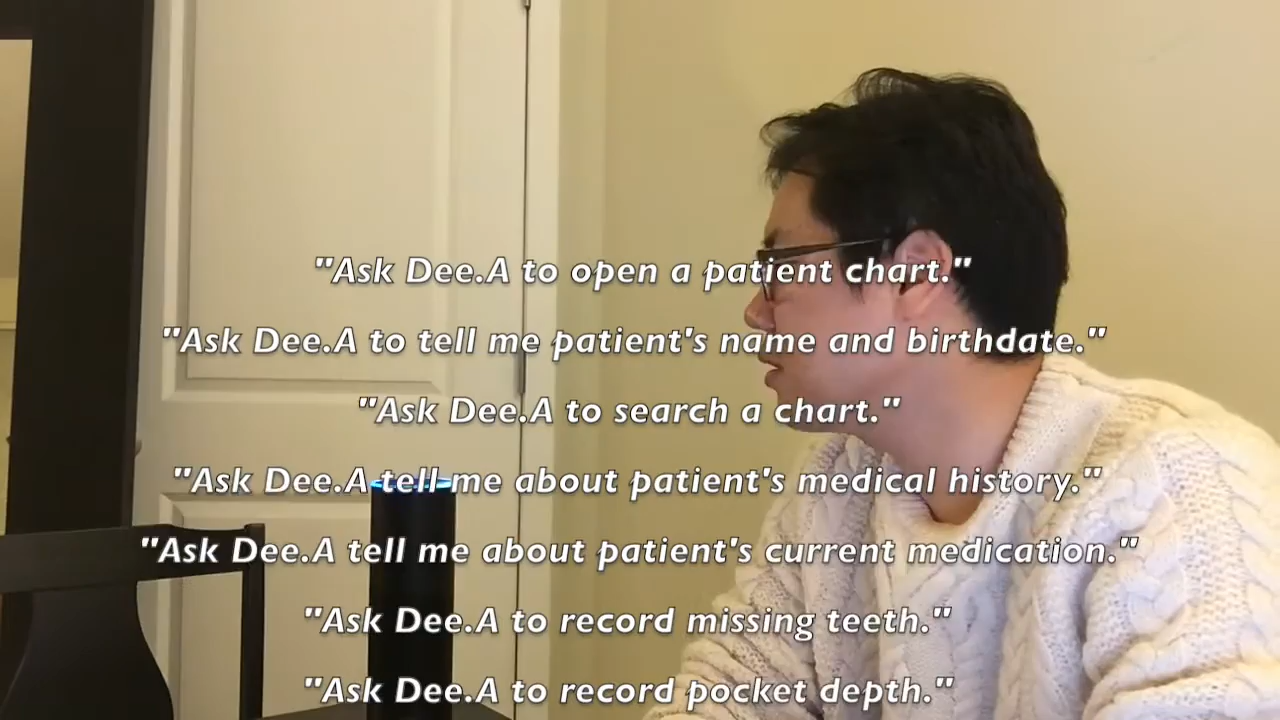 "Ask Dee.A to open a patient chart."
"Ask Dee.A to tell me patient's name and birthdate."
"Ask Dee.A to search a chart."
"Ask Dee.A tell me about patient's medical history."
"Ask Dee.A tell me about patient's current medication."
"Ask Dee.A to record missing teeth."
"Ask Dee.A to record pocket depth."